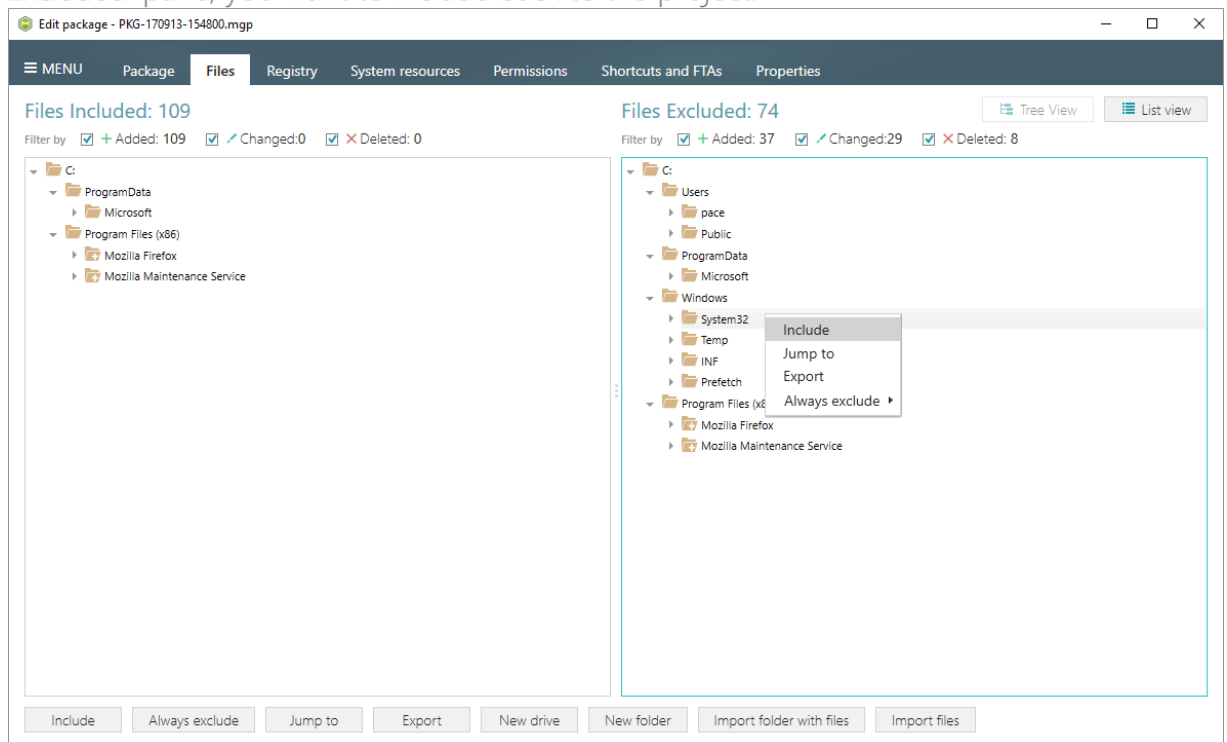 Edit package - PKG-170913-154800.mgp
MENU Package Files Registry System resources Permissions Shortcuts and FTAs Properties
Files Included: 109
Filter by + Added: 109 Changed:0 Deleted: 0
C:
ProgramData
Microsoft
Program Files (x86)
Mozilla Firefox
Mozilla Maintenance Service
Files Excluded: 74
Tree View List view
Filter by + Added: 37 Changed:29 Deleted: 8
C:
Users
pace
Public
ProgramData
Microsoft
Windows
System32
Temp
INF
Prefetch
Program Files
Mozilla Firefox
Mozilla Maintenance Service
Include
Jump to
Export
Always exclude
Include Always exclude Jump to Export New drive New folder Import folder with files Import files